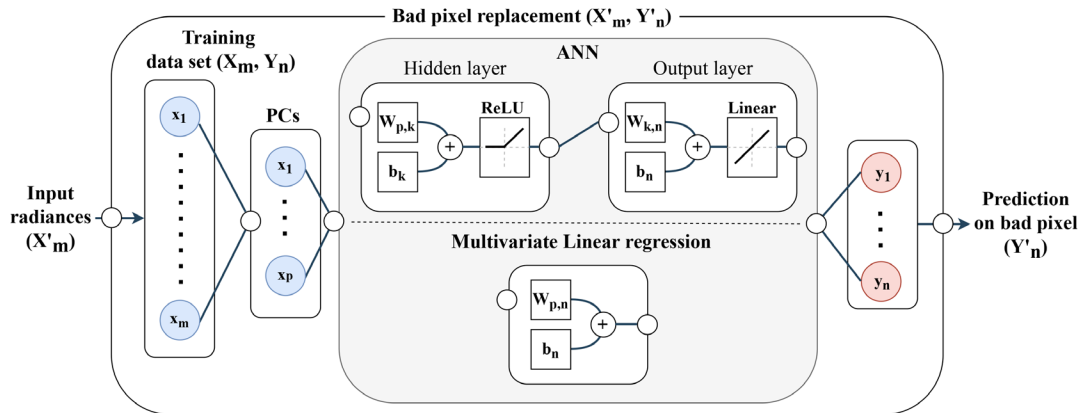 Bad pixel replacement (X'm, Y'n)
Training
data set (Xm, Yn)
ANN
Hidden layer
Output layer
x1
PCs
Wp,k
ReLU
Wk,n
Linear
+
+
bk
bn
x1
y1
Input
radiances
(X'm)
Prediction
on bad pixel
(Y'n)
Multivariate Linear regression
xp
yn
xm
Wp,n
+
bn